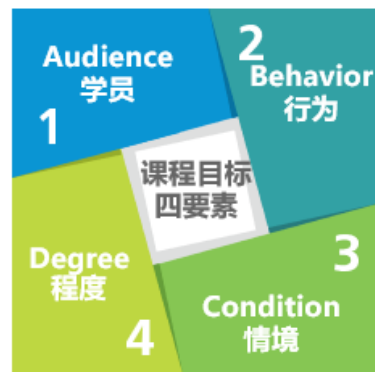 Audience
学员
1
2
Behavior
行为
课程目标
四要素
3
Condition
情境
Degree
程度
4